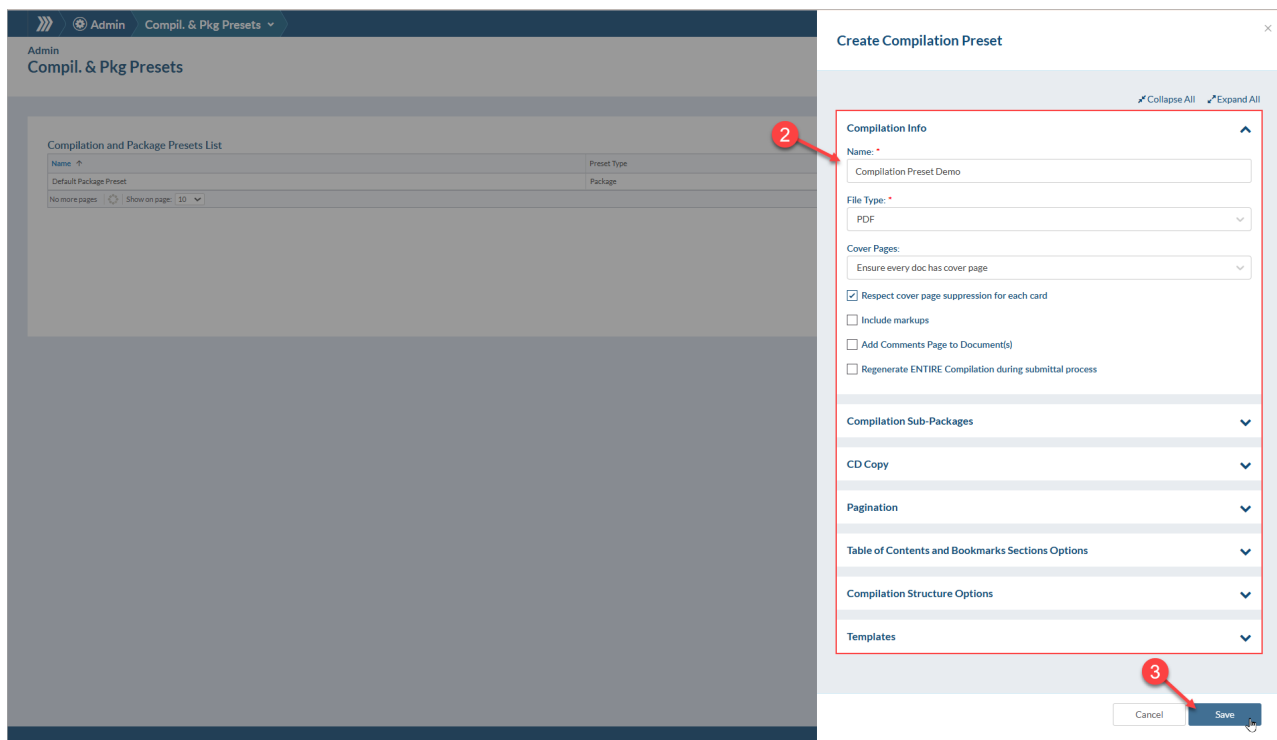 Admin
Compil. & Pkg Presets
Admin
Compil. & Pkg Presets
Compilation and Package Presets List
Name
Preset Type
Default Package Preset
Package
No more pages
Show on page: 10
Create Compilation Preset
×
Collapse All
Expand All
2
Compilation Info
Name: *
Compilation Preset Demo
File Type: *
PDF
Cover Pages:
Ensure every doc has cover page
Respect cover page suppression for each card
Include markups
Add Comments Page to Document(s)
Regenerate ENTIRE Compilation during submittal process
Compilation Sub-Packages
CD Copy
Pagination
Table of Contents and Bookmarks Sections Options
Compilation Structure Options
Templates
3
Cancel
Save